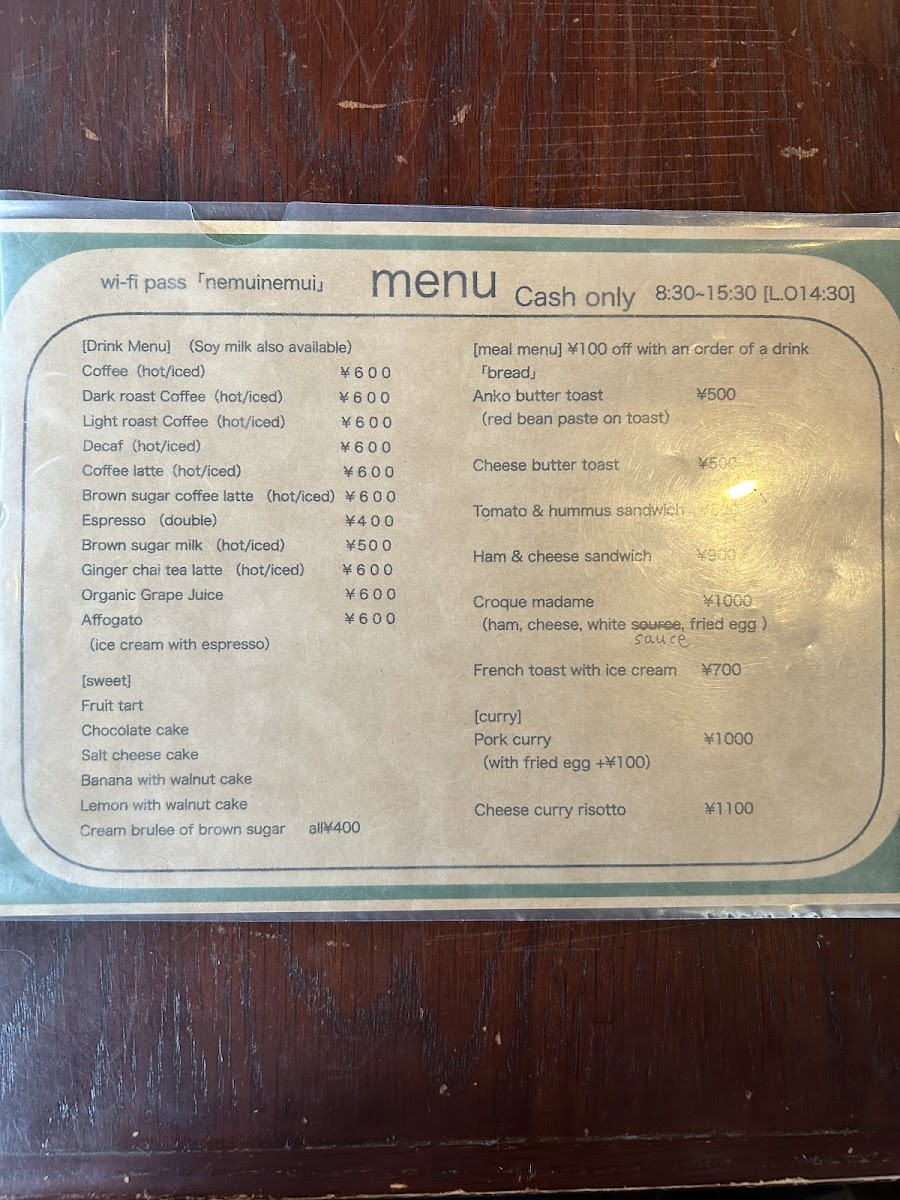 wi-fi pass「nemuinemui」 menu Cash only 8:30~15:30 [L.O14:30]
[Drink Menu] (Soy milk also available)
Coffee (hot/iced) ¥600
Dark roast Coffee (hot/iced) ¥600
Light roast Coffee (hot/iced) ¥600
Decaf (hot/iced) ¥600
Coffee latte (hot/iced) ¥600
Brown sugar coffee latte (hot/iced) ¥600
Espresso (double) ¥400
Brown sugar milk (hot/iced) ¥500
Ginger chai tea latte (hot/iced) ¥600
Organic Grape Juice ¥600
Affogato ¥600
(ice cream with espresso)
[sweet]
Fruit tart
Chocolate cake
Salt cheese cake
Banana with walnut cake
Lemon with walnut cake
Cream brulee of brown sugar all¥400
[meal menu] ¥100 off with an order of a drink
「bread」
Anko butter toast ¥500
(red bean paste on toast)
Cheese butter toast ¥500
Tomato & hummus sandwich
Ham & cheese sandwich ¥900
Croque madame ¥1000
(ham, cheese, white souree, fried egg )
sauce
French toast with ice cream ¥700
[curry]
Pork curry ¥1000
(with fried egg +¥100)
Cheese curry risotto ¥1100